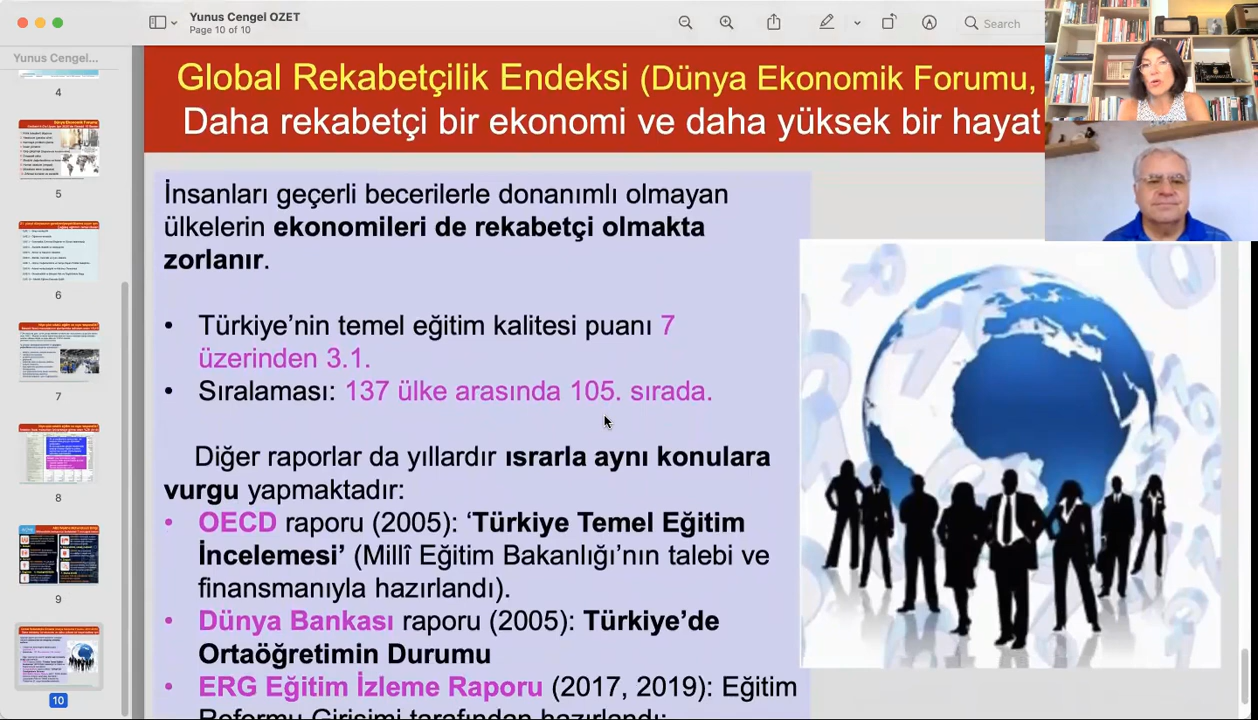 Yunus Cengel OZET
Page 10 of 10
Search
Yunus Cengel...
4
5
6
7
8
9
10
Global Rekabetçilik Endeksi (Dünya Ekonomik Forumu,
Daha rekabetçi bir ekonomi ve daha yüksek bir hayat
İnsanları geçerli becerilerle donanımlı olmayan
ülkelerin ekonomileri de rekabetçi olmakta
zorlanır.
• Türkiye’nin temel eğitim kalitesi puanı 7
üzerinden 3.1.
• Sıralaması: 137 ülke arasında 105. sırada.
Diğer raporlar da yıllardır ısrarla aynı konulara
vurgu yapmaktadır:
• OECD raporu (2005): ‘Türkiye Temel Eğitim
İncelemesi’ (Millî Eğitim Bakanlığı’nın talebi ve
finansmanıyla hazırlandı).
• Dünya Bankası raporu (2005): Türkiye’de
Ortaöğretimin Durumu
• ERG Eğitim İzleme Raporu (2017, 2019): Eğitim
Reformu Girişimi tarafından hazırlandı;